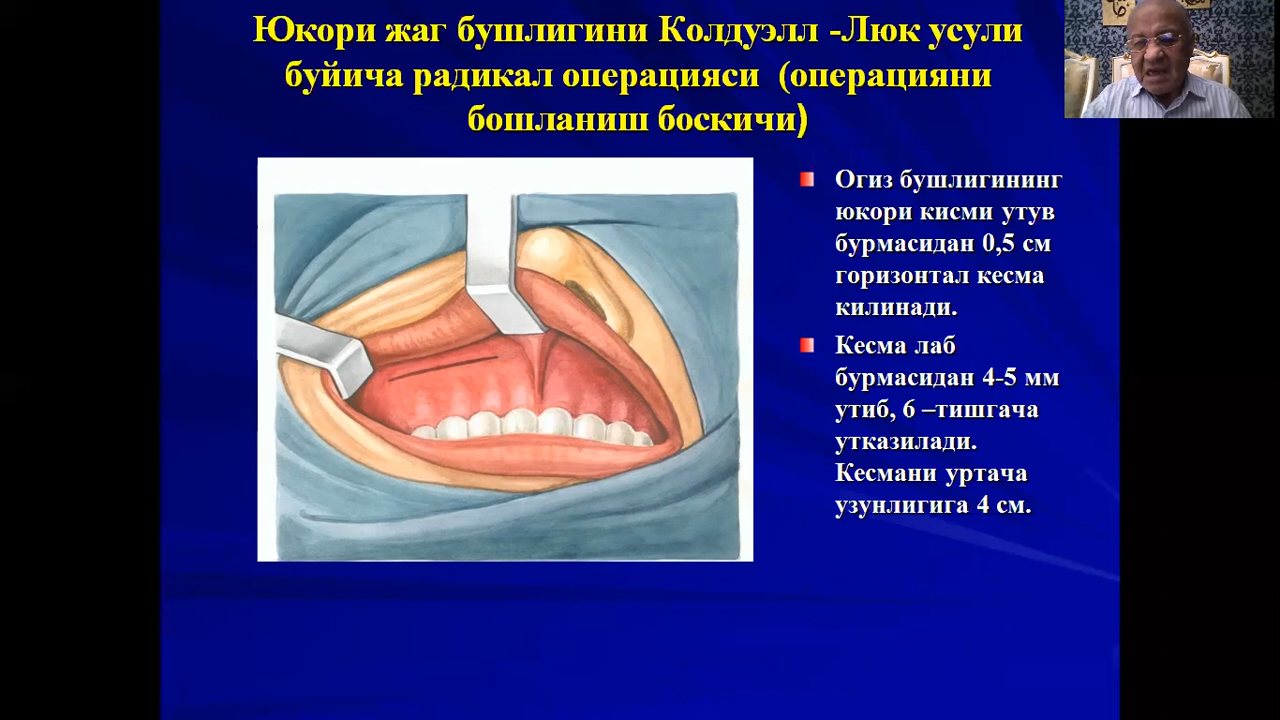 Юкори жаг бушлигини Колдуэлл -Люк усули
буйича радикал операцияси (операцияни
бошланиш боскичи)
Огиз бушлигининг
юкори кисми утув
бурмасидан 0,5 см
горизонтал кесма
килинади.
Кесма лаб
бурмасидан 4-5 мм
утиб, 6 –тишгача
утказилади.
Кесмани уртача
узунлигига 4 см.